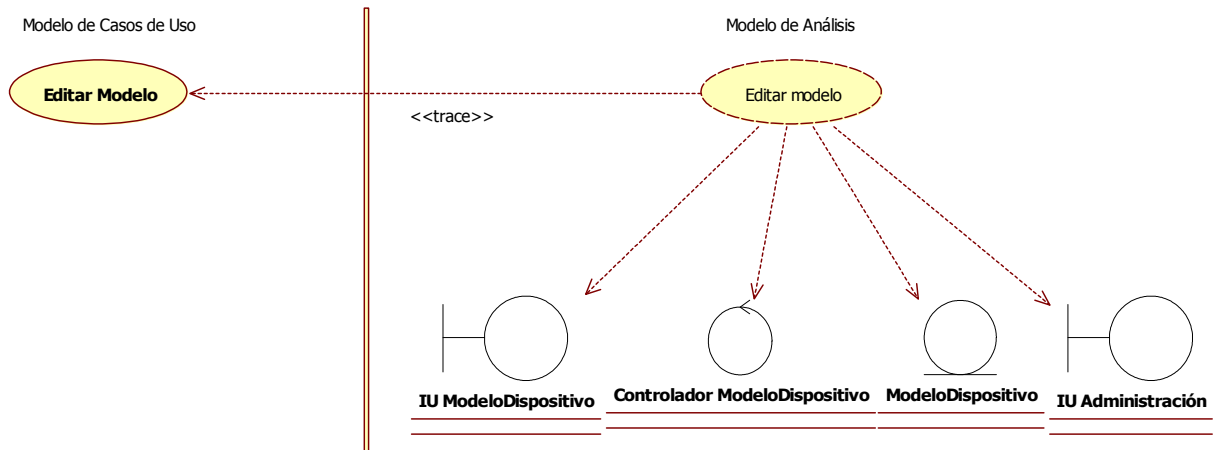 Modelo de Casos de Uso
Modelo de Análisis
Editar Modelo
Editar modelo
<<trace>>
IU ModeloDispositivo
Controlador ModeloDispositivo
ModeloDispositivo
IU Administración